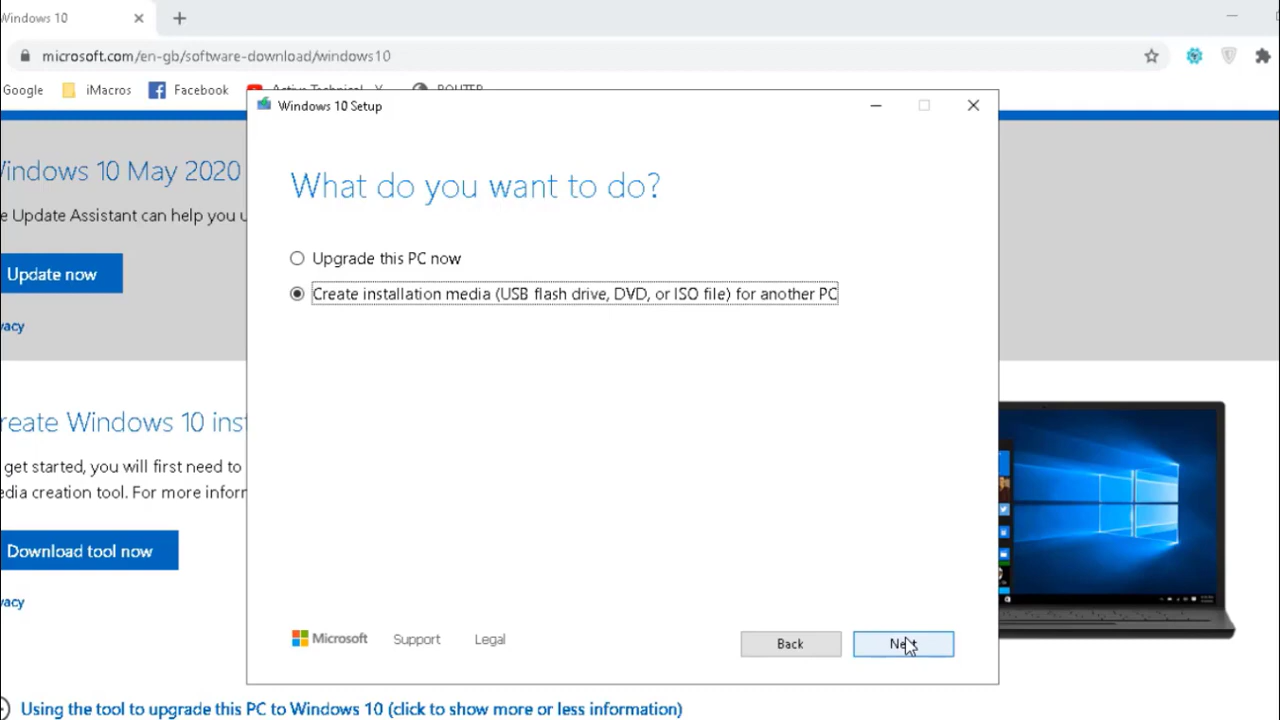 Windows 10
microsoft.com/en-gb/software-download/windows10
Google iMacros Facebook
Windows 10 Setup
What do you want to do?
Upgrade this PC now
Create installation media (USB flash drive, DVD, or ISO file) for another PC
Microsoft Support Legal Back
indows 10 May 2020
e Update Assistant can help you u
Update now
vacy
reate Windows 10 inst
get started, you will first need to
edia creation tool. For more inforr
Download tool now
vacy
Using the tool to upgrade this PC to Windows 10 (click to show more or less information)